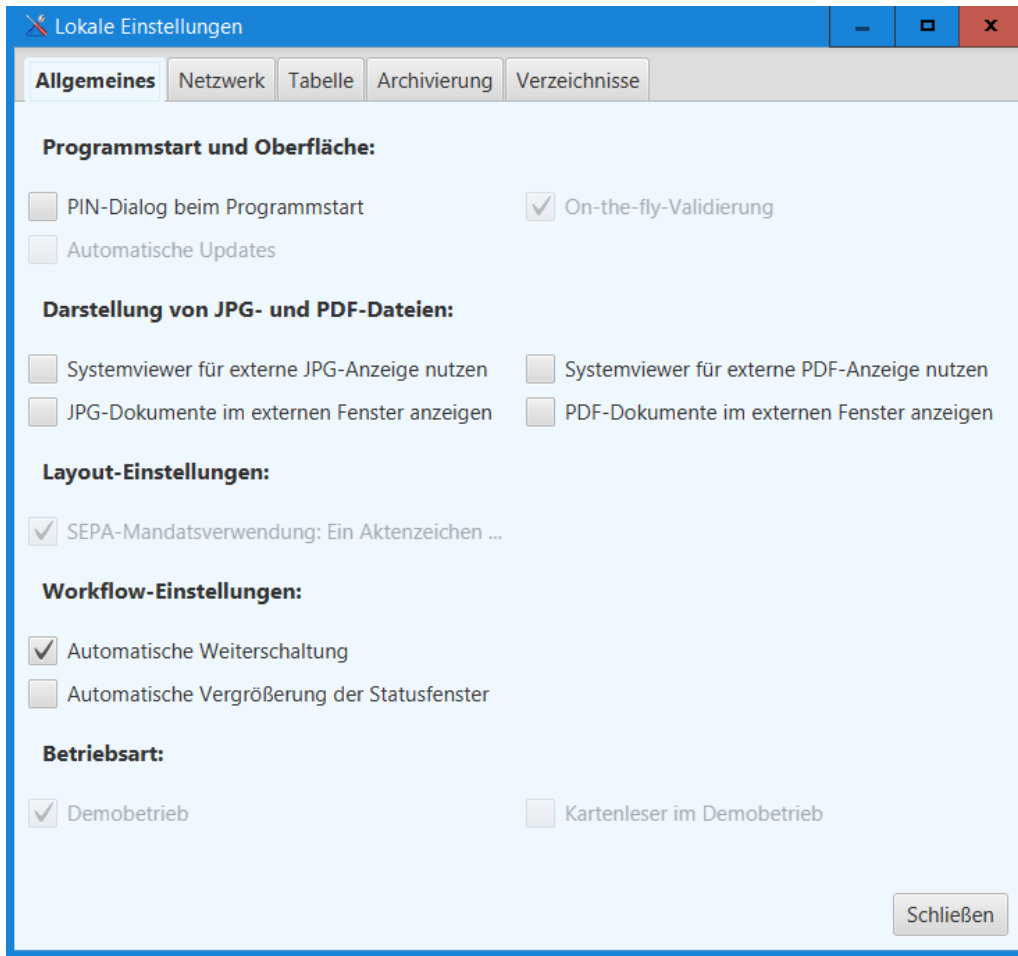 Lokale Einstellungen
Allgemeines Netzwerk Tabelle Archivierung Verzeichnisse
Programmstart und Oberfläche:
PIN-Dialog beim Programmstart On-the-fly-Validierung
Automatische Updates
Darstellung von JPG- und PDF-Dateien:
Systemviewer für externe JPG-Anzeige nutzen Systemviewer für externe PDF-Anzeige nutzen
JPG-Dokumente im externen Fenster anzeigen PDF-Dokumente im externen Fenster anzeigen
Layout-Einstellungen:
SEPA-Mandatsverwendung: Ein Aktenzeichen ...
Workflow-Einstellungen:
Automatische Weiterschaltung
Automatische Vergrößerung der Statusfenster
Betriebsart:
Demobetrieb Kartenleser im Demobetrieb
Schließen